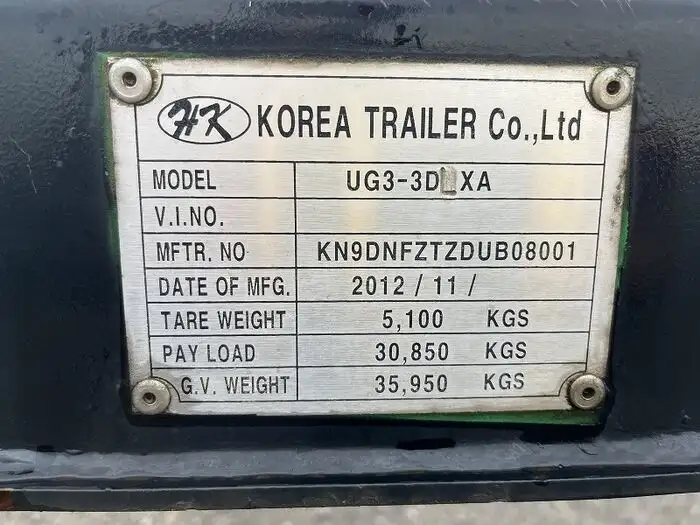 HK KOREA TRAILER Co.,Ltd
MODEL UG3-3D XA
V.I.NO.
MFTR. NO KN9DNFZTZDUB08001
DATE OF MFG. 2012 / 11 /
TARE WEIGHT 5,100 KGS
PAY LOAD 30,850 KGS
G.V. WEIGHT 35,950 KGS